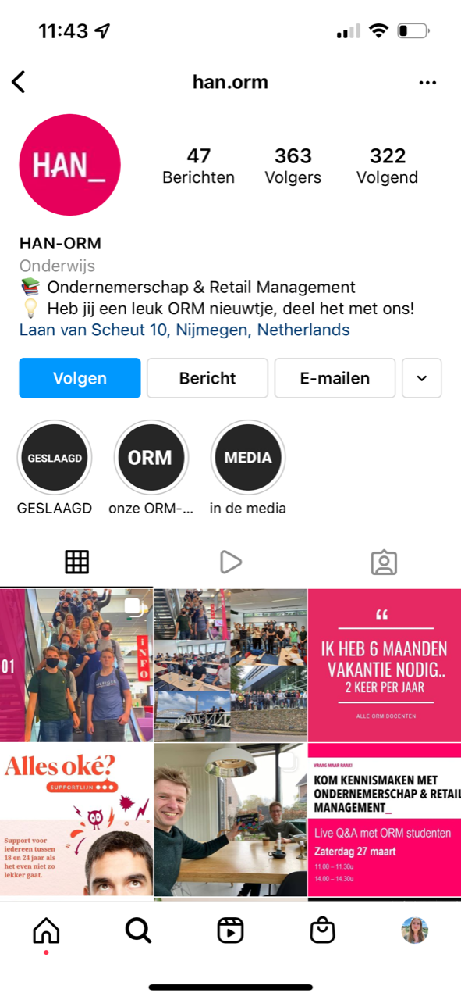 11:43
han.orm
HAN_
47 363 322
Berichten Volgers Volgend
HAN-ORM
Onderwijs
📚 Ondernemerschap & Retail Management
💡 Heb jij een leuk ORM nieuwtje, deel het met ons!
Laan van Scheut 10, Nijmegen, Netherlands
Volgen Bericht E-mailen
GESLAAGD ORM MEDIA
GESLAAGD onze ORM-... in de media
01
INFO
“
IK HEB 6 MAANDEN
VAKANTIE NODIG..
2 KEER PER JAAR
ALLE ORM DOCENTEN
Alles oké?
SUPPORTLIJN
Support voor
iedereen tussen
18 en 24 jaar als
het even niet zo
lekker gaat.
VRAAG MAAR RAAK!
KOM KENNISMAKEN MET
ONDERNEMERSCHAP & RETAIL
MANAGEMENT_
Live Q&A met ORM studenten
Zaterdag 27 maart
11.00 – 11.30u
14.00 – 14.30u